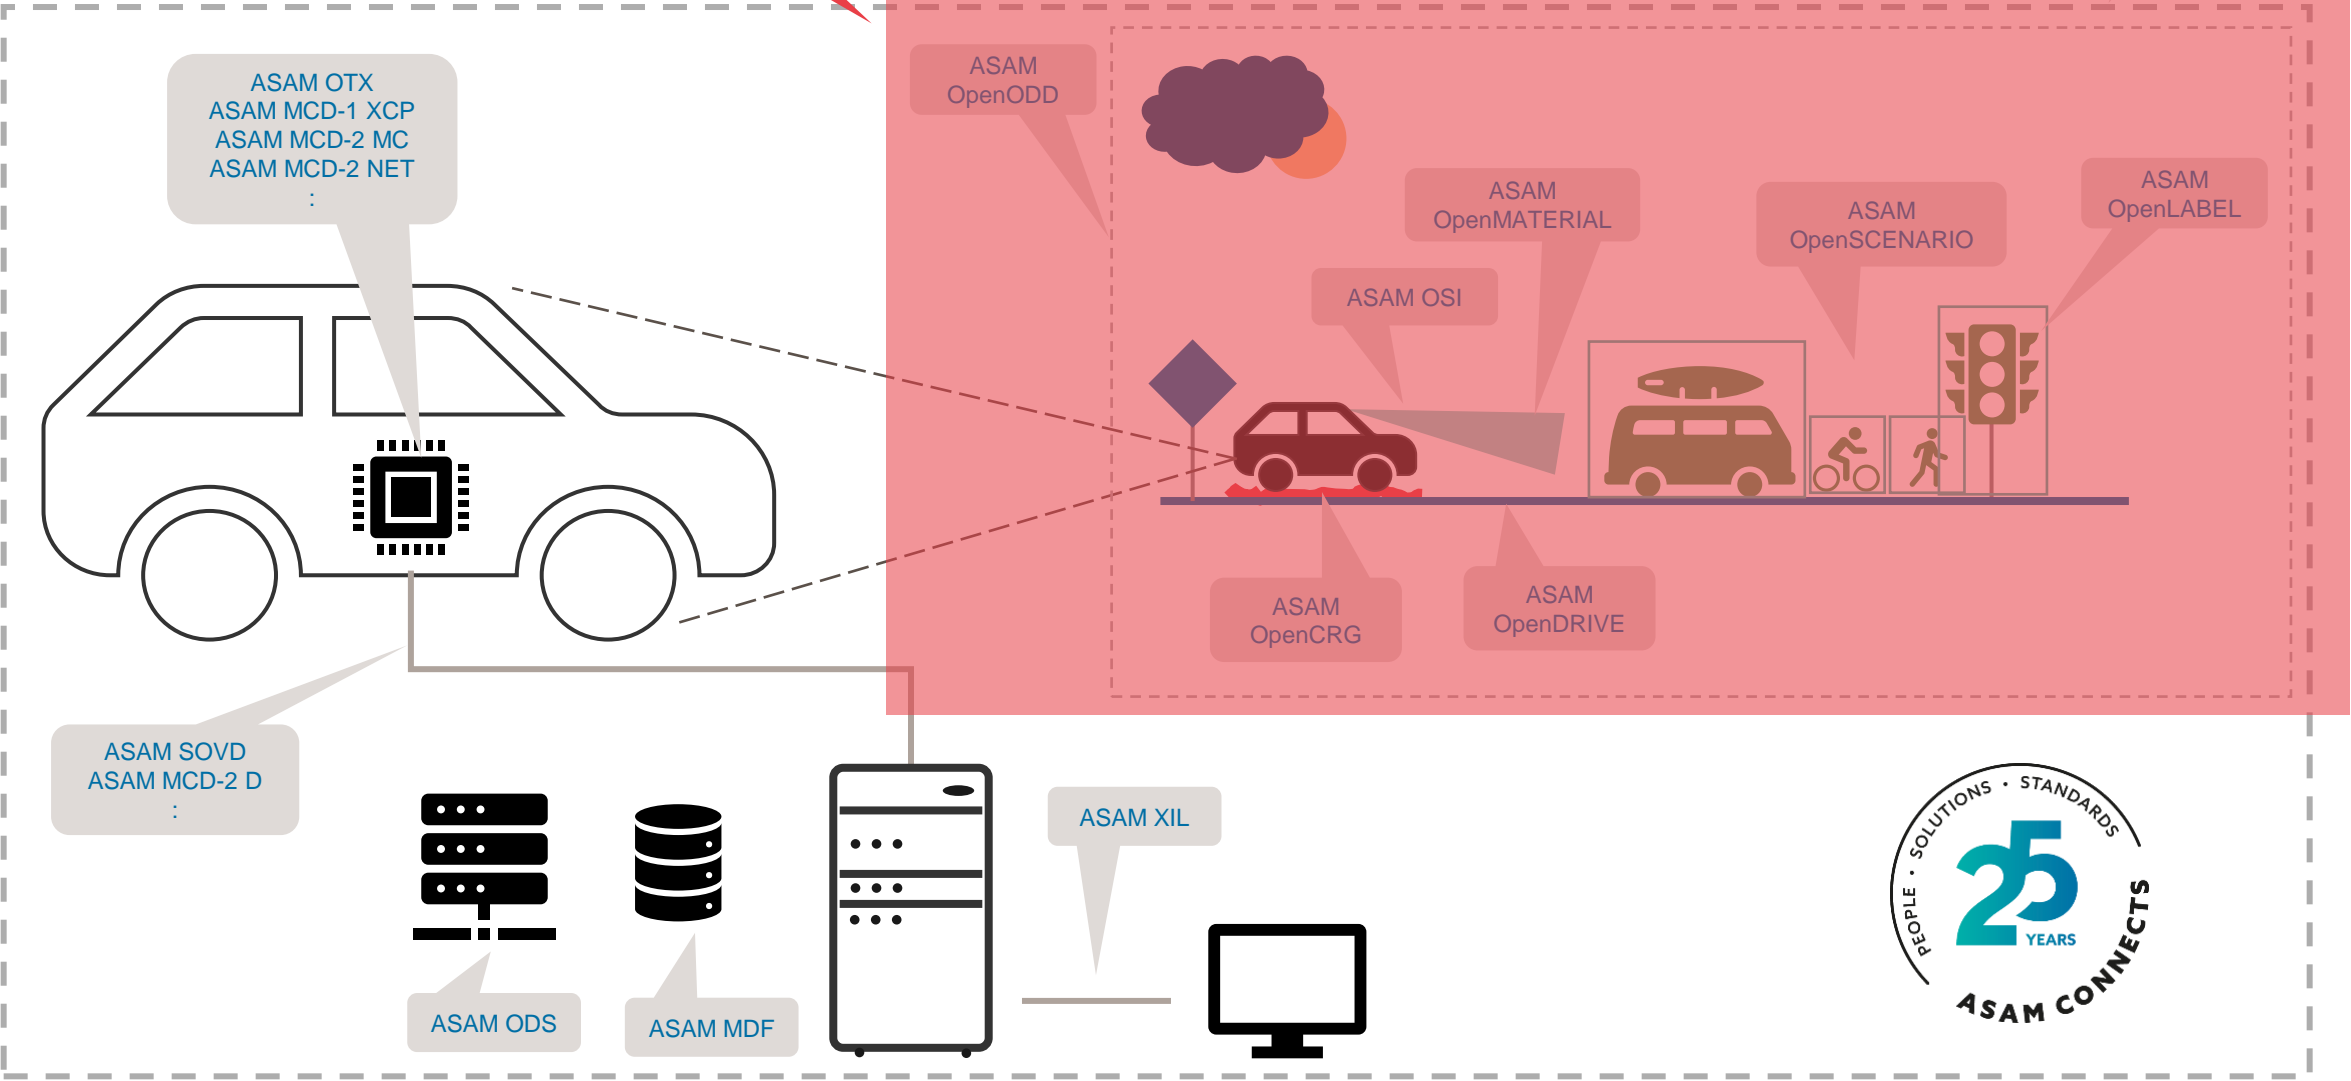 ASAM OTX
ASAM MCD-1 XCP
ASAM MCD-2 MC
ASAM MCD-2 NET
:
ASAM
OpenODD
ASAM
OpenMATERIAL
ASAM
OpenSCENARIO
ASAM
OpenLABEL
ASAM OSI
ASAM
OpenCRG
ASAM
OpenDRIVE
ASAM SOVD
ASAM MCD-2 D
:
ASAM XIL
ASAM ODS
ASAM MDF
PEOPLE • SOLUTIONS • STANDARDS
25
YEARS
ASAM CONNECTS